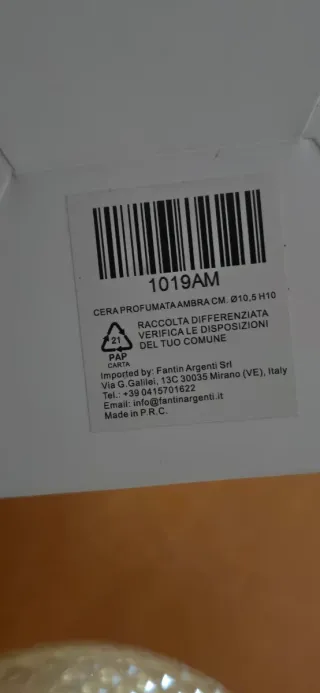 1019AM
CERA PROFUMATA AMBRA CM. Ø10,5 H10
21
PAP
CARTA
RACCOLTA DIFFERENZIATA
VERIFICA LE DISPOSIZIONI
DEL TUO COMUNE
Imported by: Fantin Argenti Srl
Via G.Galilei, 13C 30035 Mirano (VE), Italy
Tel.: +39 0415701622
Email: info@fantinargenti.it
Made in P.R.C.